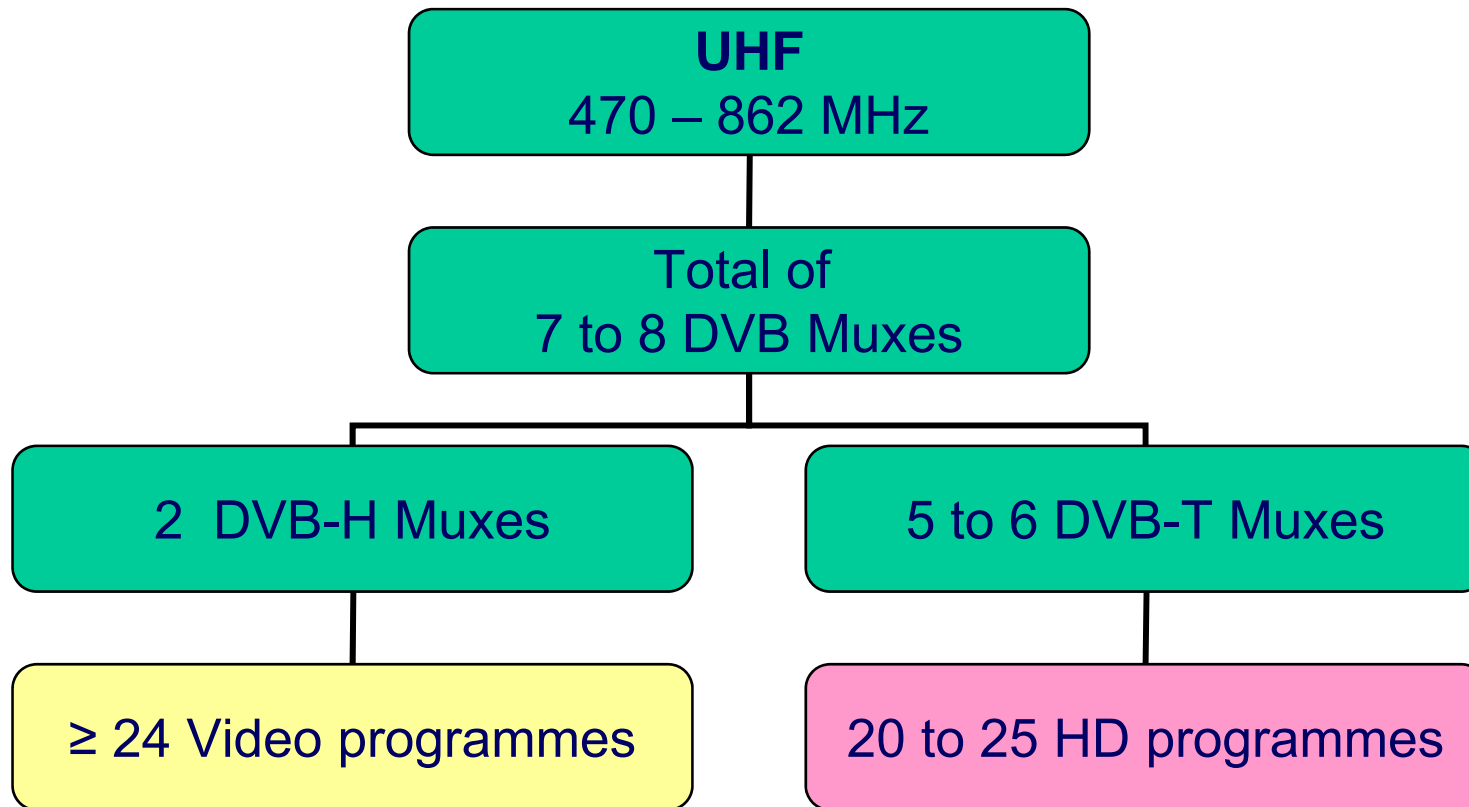 UHF
470 – 862 MHz
Total of
7 to 8 DVB Muxes
2  DVB-H Muxes
5 to 6 DVB-T Muxes
≥ 24 Video programmes
20 to 25 HD programmes